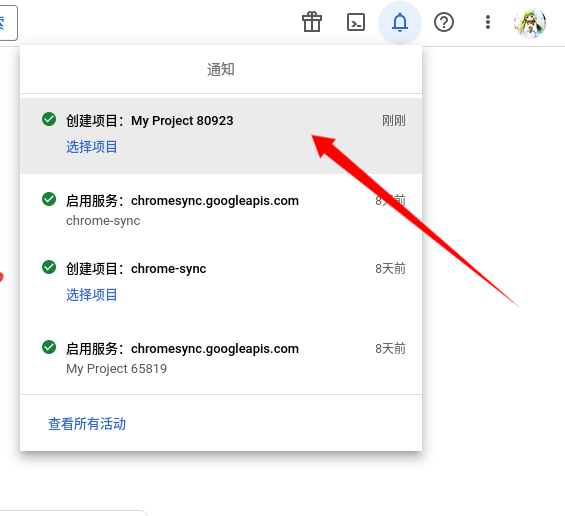 通知
创建项目：My Project 80923
刚刚
选择项目
启用服务：chromesync.googleapis.com
8天前
chrome-sync
创建项目：chrome-sync
8天前
选择项目
启用服务：chromesync.googleapis.com
8天前
My Project 65819
查看所有活动